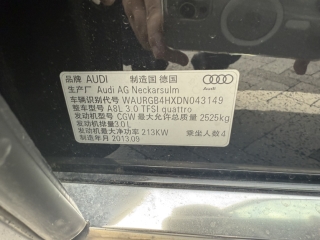 品牌 AUDI 制造国 德国
生产厂 Audi AG Neckarsulm
车辆识别代号 WAURGB4HXDN043149
整车型号 A8L 3.0 TFSI quattro
发动机型号 CGW 最大允许总质量 2525kg
发动机排量3.0L
发动机最大净功率 213KW 乘坐人数 4
制造年月 2013.09